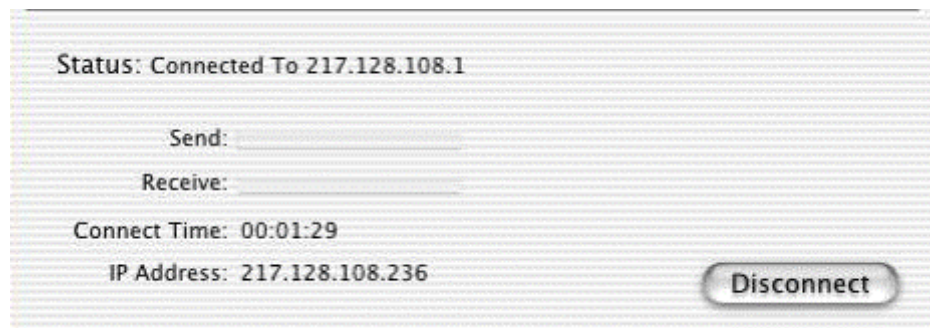 Status: Connected To 217.128.108.1
Send:
Receive:
Connect Time: 00:01:29
IP Address: 217.128.108.236
Disconnect